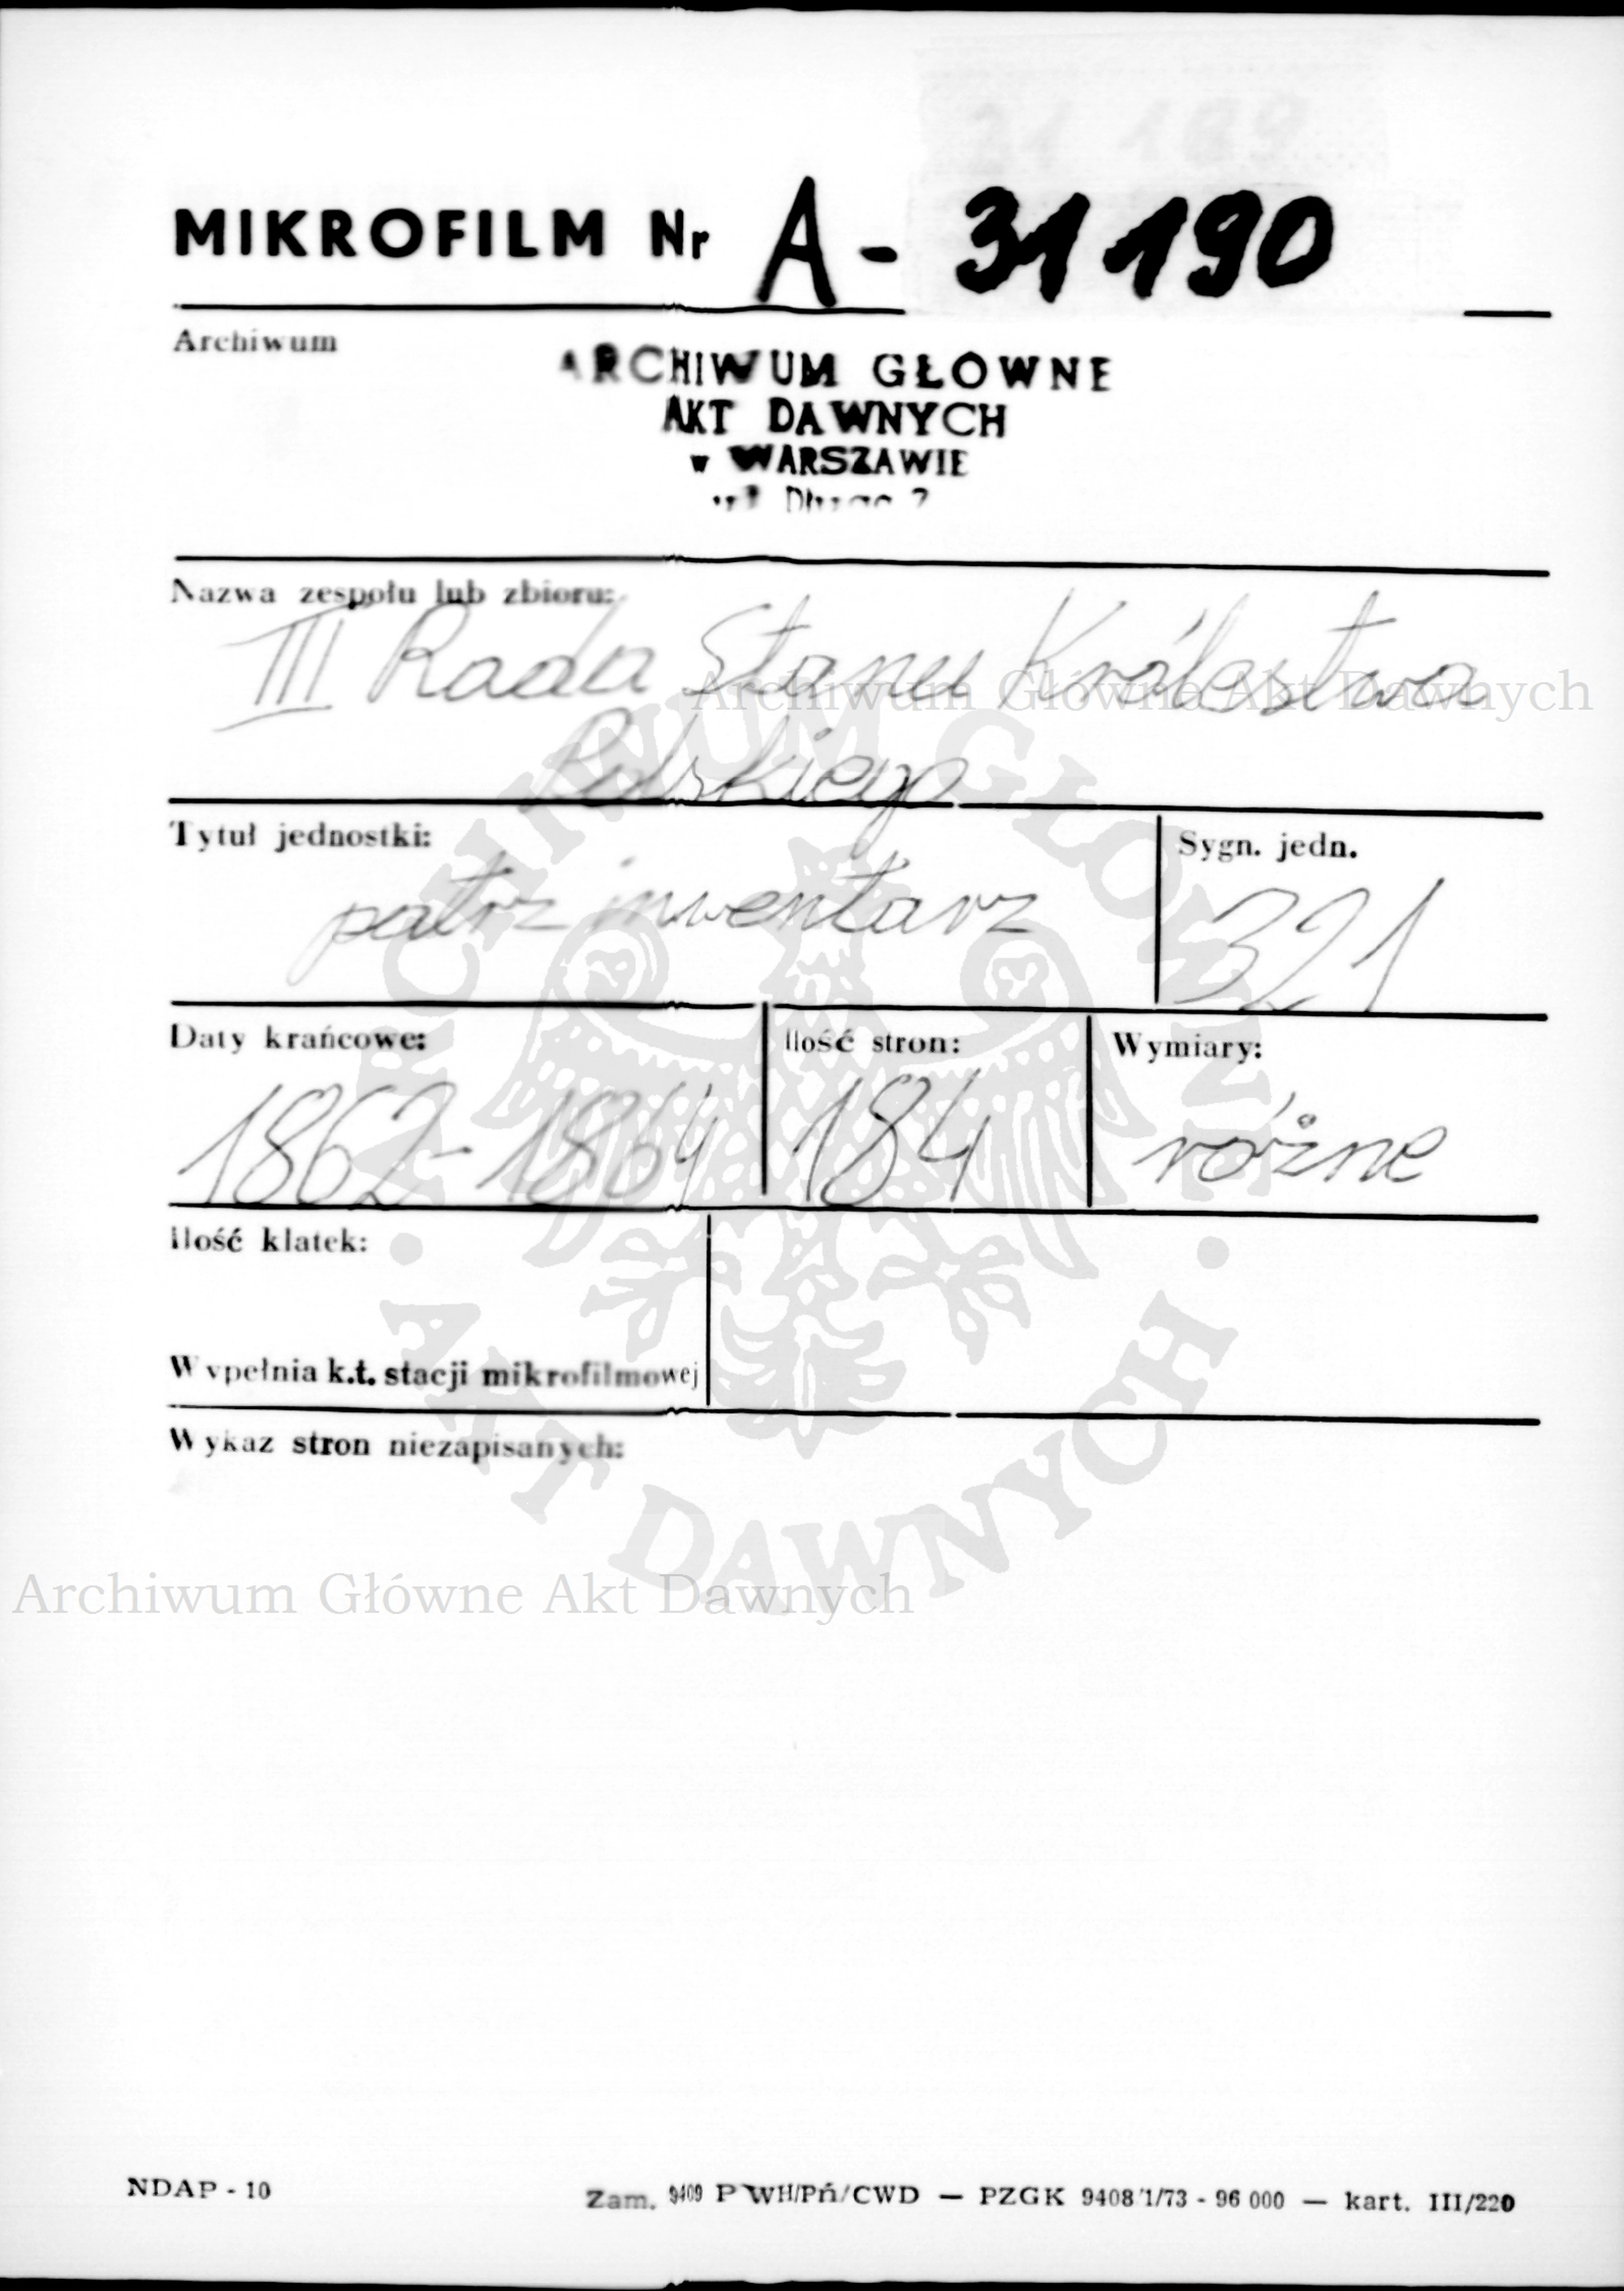 31 189
MIKROFILM Nr A - 31190
Archiwum
ARCHIWUM GŁOWNE
AKT DAWNYCH
w WARSZAWIE
Nazwa zespołu lub zbioru:
III Rada Stanu Królestwa
Archiwum Główne Akt Dawnych
Polskiego
Tytuł jednostki:
Sygn. jedn.
patrz inwentarz
321
Daty krańcowe:
Ilość stron:
Wymiary:
1862-1864
184
różne
Ilość klatek:
Wypełnia k.t. stacji mikrofilmowej
Wykaz stron niezapisanych:
ARCHIWUM GŁÓWNE · AKT DAWNYCH ·
Archiwum Główne Akt Dawnych
NDAP - 10
Zam. 9409 PWH/Pń/CWD — PZGK 9408/1/73 - 96 000 — kart. III/220